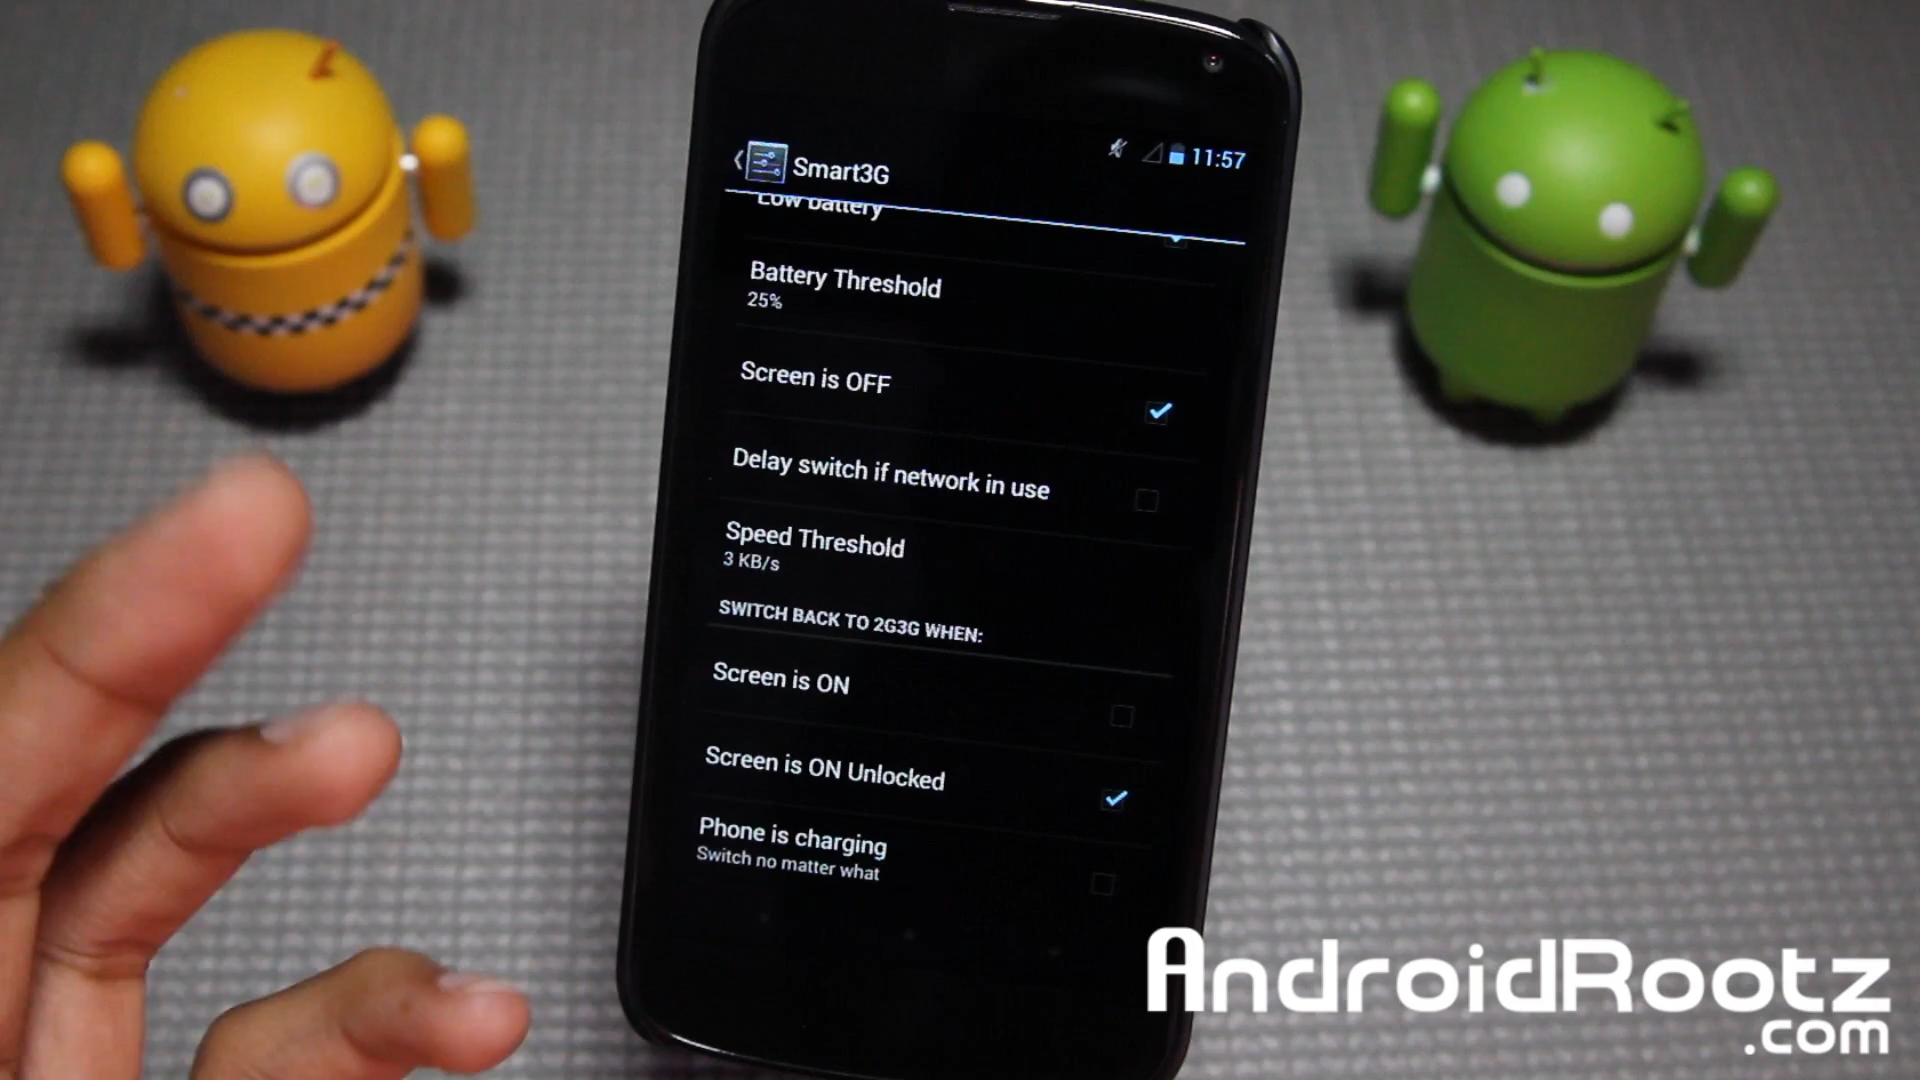 11:57
Smart3G
Low battery
Battery Threshold
25%
Screen is OFF
Delay switch if network in use
Speed Threshold
3 KB/s
SWITCH BACK TO 2G3G WHEN:
Screen is ON
Screen is ON Unlocked
Phone is charging
Switch no matter what
AndroidRootz
.com